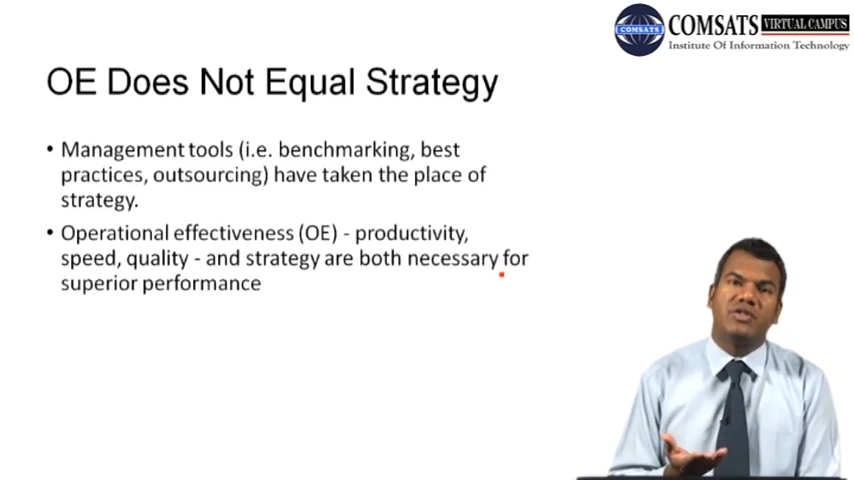 COMSATS VIRTUAL CAMPUS
Institute Of Information Technology
COMSATS
OE Does Not Equal Strategy
• Management tools (i.e. benchmarking, best
practices, outsourcing) have taken the place of
strategy.
• Operational effectiveness (OE) - productivity,
speed, quality - and strategy are both necessary for
superior performance